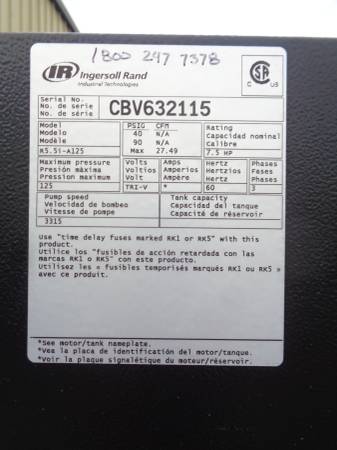 1800 247 7378
IR Ingersoll Rand
Industrial Technologies
C US
Serial No.
No. de serie
No. de série
CBV632115
Model
Modelo
Modèle
R5.5i-A125
PSIG CFM
40 N/A
90 N/A
Max 27.49
Rating
Capacidad nominal
Calibre
7.5 HP
Maximum pressure
Presión máxima
Pression maximum
125
Volts
Voltios
Volts
TRI-V
Amps
Amperios
Ampère
*
Hertz
Hertzios
Hertz
60
Phases
Fases
Phases
3
Pump speed
Velocidad de bombeo
Vitesse de pompe
3315
Tank capacity
Capacidad del tanque
Capacité de réservoir
Use "time delay fuses marked RK1 or RK5" with this
product.
Utilice los "fusibles de acción retardada con las
marcas RK1 o RK5" con este producto.
Utilisez les « fusibles temporisés marqués RK1 ou RK5 »
avec ce produit.
*See motor/tank nameplate.
*Vea la placa de identificatión del motor/tanque.
*Voir la plaque signalétique du moteur/réservoir.